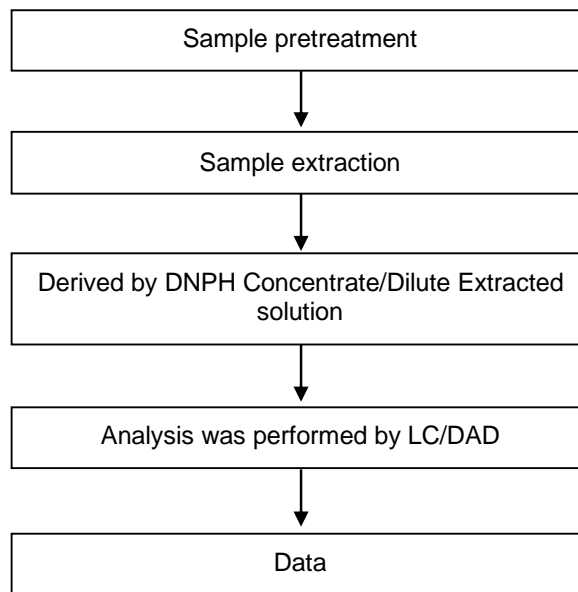 Sample pretreatment
Sample extraction
Derived by DNPH Concentrate/Dilute Extracted
solution
Analysis was performed by LC/DAD
Data